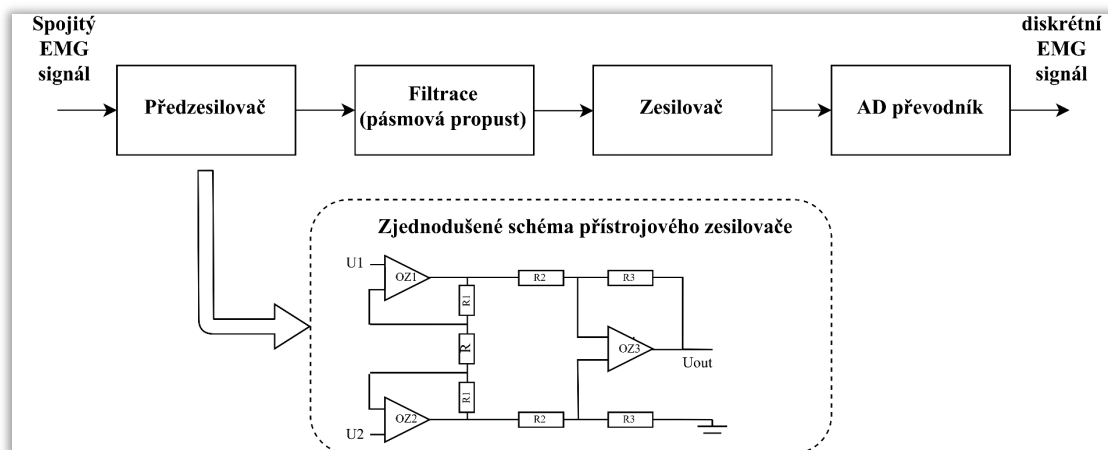 Spojitý
EMG
signál
diskrétní
EMG
signál
Předzesilovač
Filtrace
(pásmová propust)
Zesilovač
AD převodník
Zjednodušené schéma přístrojového zesilovače
U1
OZ1
R1
R2
R3
R
OZ3
Uout
R1
OZ2
R2
R3
U2